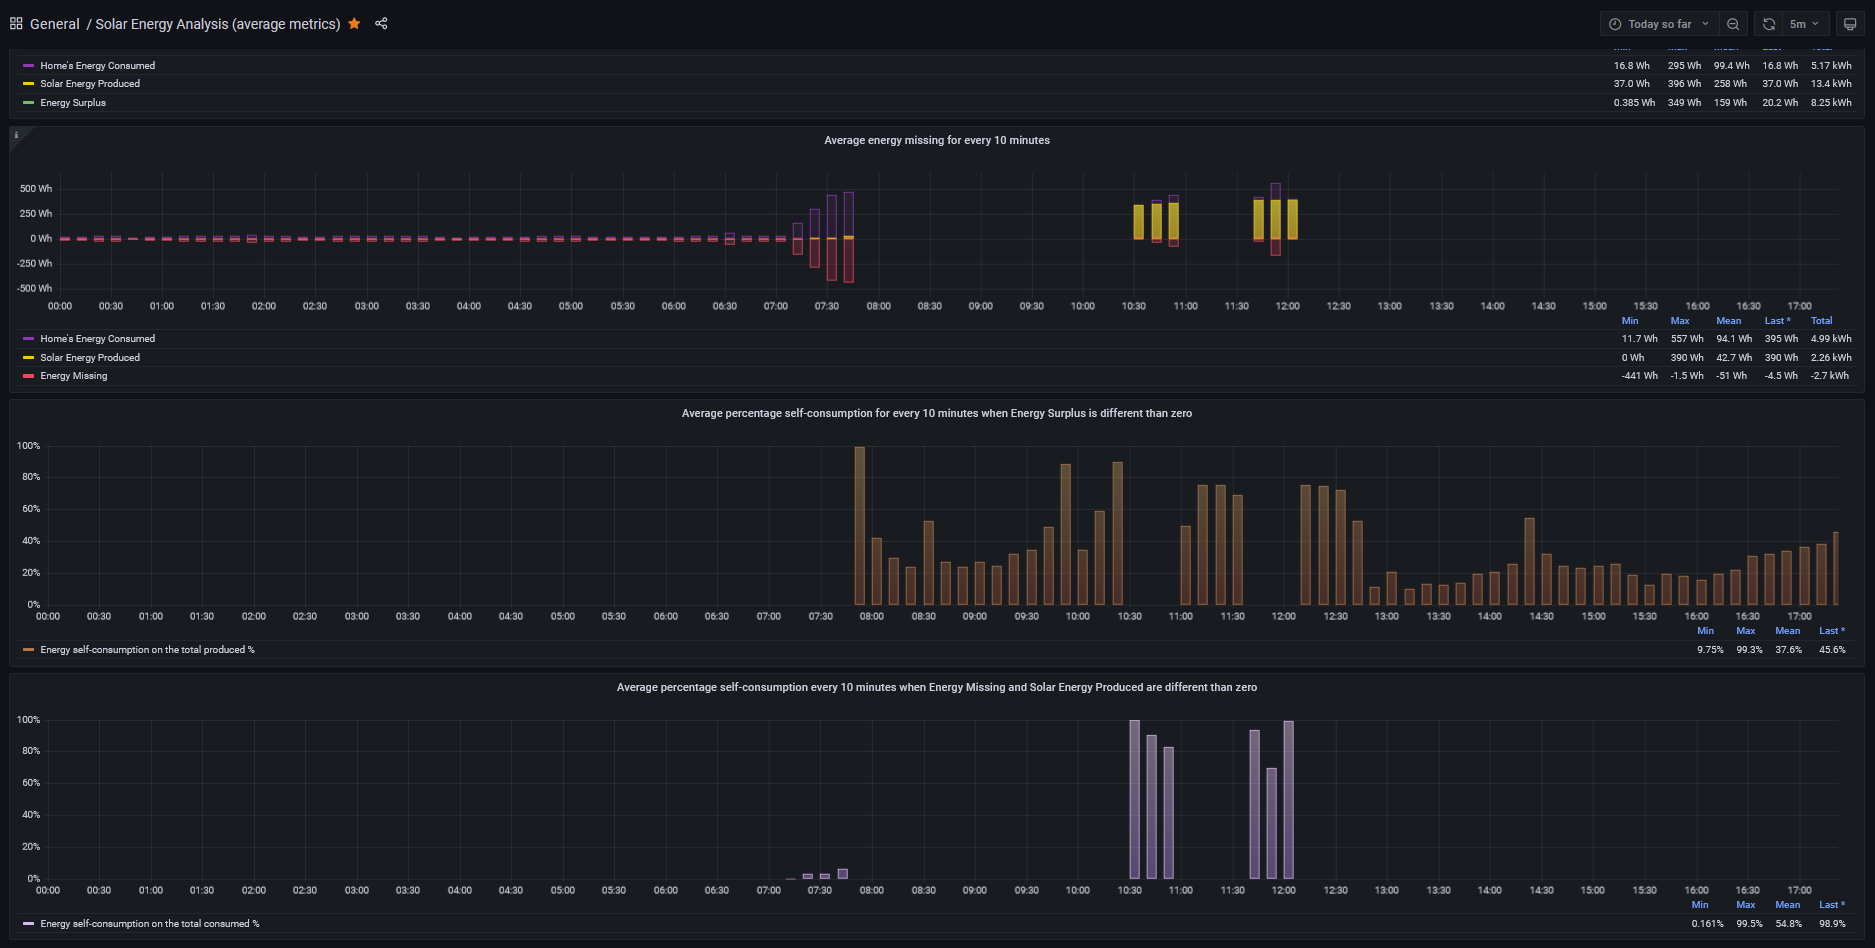 General / Solar Energy Analysis (average metrics)
Today so far
5m
Min Max Mean Last * Total
Home's Energy Consumed 16.8 Wh 295 Wh 99.4 Wh 16.8 Wh 5.17 kWh
Solar Energy Produced 37.0 Wh 396 Wh 258 Wh 37.0 Wh 13.4 kWh
Energy Surplus 0.385 Wh 349 Wh 159 Wh 20.2 Wh 8.25 kWh
i
Average energy missing for every 10 minutes
500 Wh
250 Wh
0 Wh
-250 Wh
-500 Wh
00:00 00:30 01:00 01:30 02:00 02:30 03:00 03:30 04:00 04:30 05:00 05:30 06:00 06:30 07:00 07:30 08:00 08:30 09:00 09:30 10:00 10:30 11:00 11:30 12:00 12:30 13:00 13:30 14:00 14:30 15:00 15:30 16:00 16:30 17:00
Min Max Mean Last * Total
Home's Energy Consumed 11.7 Wh 557 Wh 94.1 Wh 395 Wh 4.99 kWh
Solar Energy Produced 0 Wh 390 Wh 42.7 Wh 390 Wh 2.26 kWh
Energy Missing -441 Wh -1.5 Wh -51 Wh -4.5 Wh -2.7 kWh
Average percentage self-consumption for every 10 minutes when Energy Surplus is different than zero
100%
80%
60%
40%
20%
0%
00:00 00:30 01:00 01:30 02:00 02:30 03:00 03:30 04:00 04:30 05:00 05:30 06:00 06:30 07:00 07:30 08:00 08:30 09:00 09:30 10:00 10:30 11:00 11:30 12:00 12:30 13:00 13:30 14:00 14:30 15:00 15:30 16:00 16:30 17:00
Min Max Mean Last *
Energy self-consumption on the total produced % 9.75% 99.3% 37.6% 45.6%
Average percentage self-consumption every 10 minutes when Energy Missing and Solar Energy Produced are different than zero
100%
80%
60%
40%
20%
0%
00:00 00:30 01:00 01:30 02:00 02:30 03:00 03:30 04:00 04:30 05:00 05:30 06:00 06:30 07:00 07:30 08:00 08:30 09:00 09:30 10:00 10:30 11:00 11:30 12:00 12:30 13:00 13:30 14:00 14:30 15:00 15:30 16:00 16:30 17:00
Min Max Mean Last *
Energy self-consumption on the total consumed % 0.161% 99.5% 54.8% 98.9%